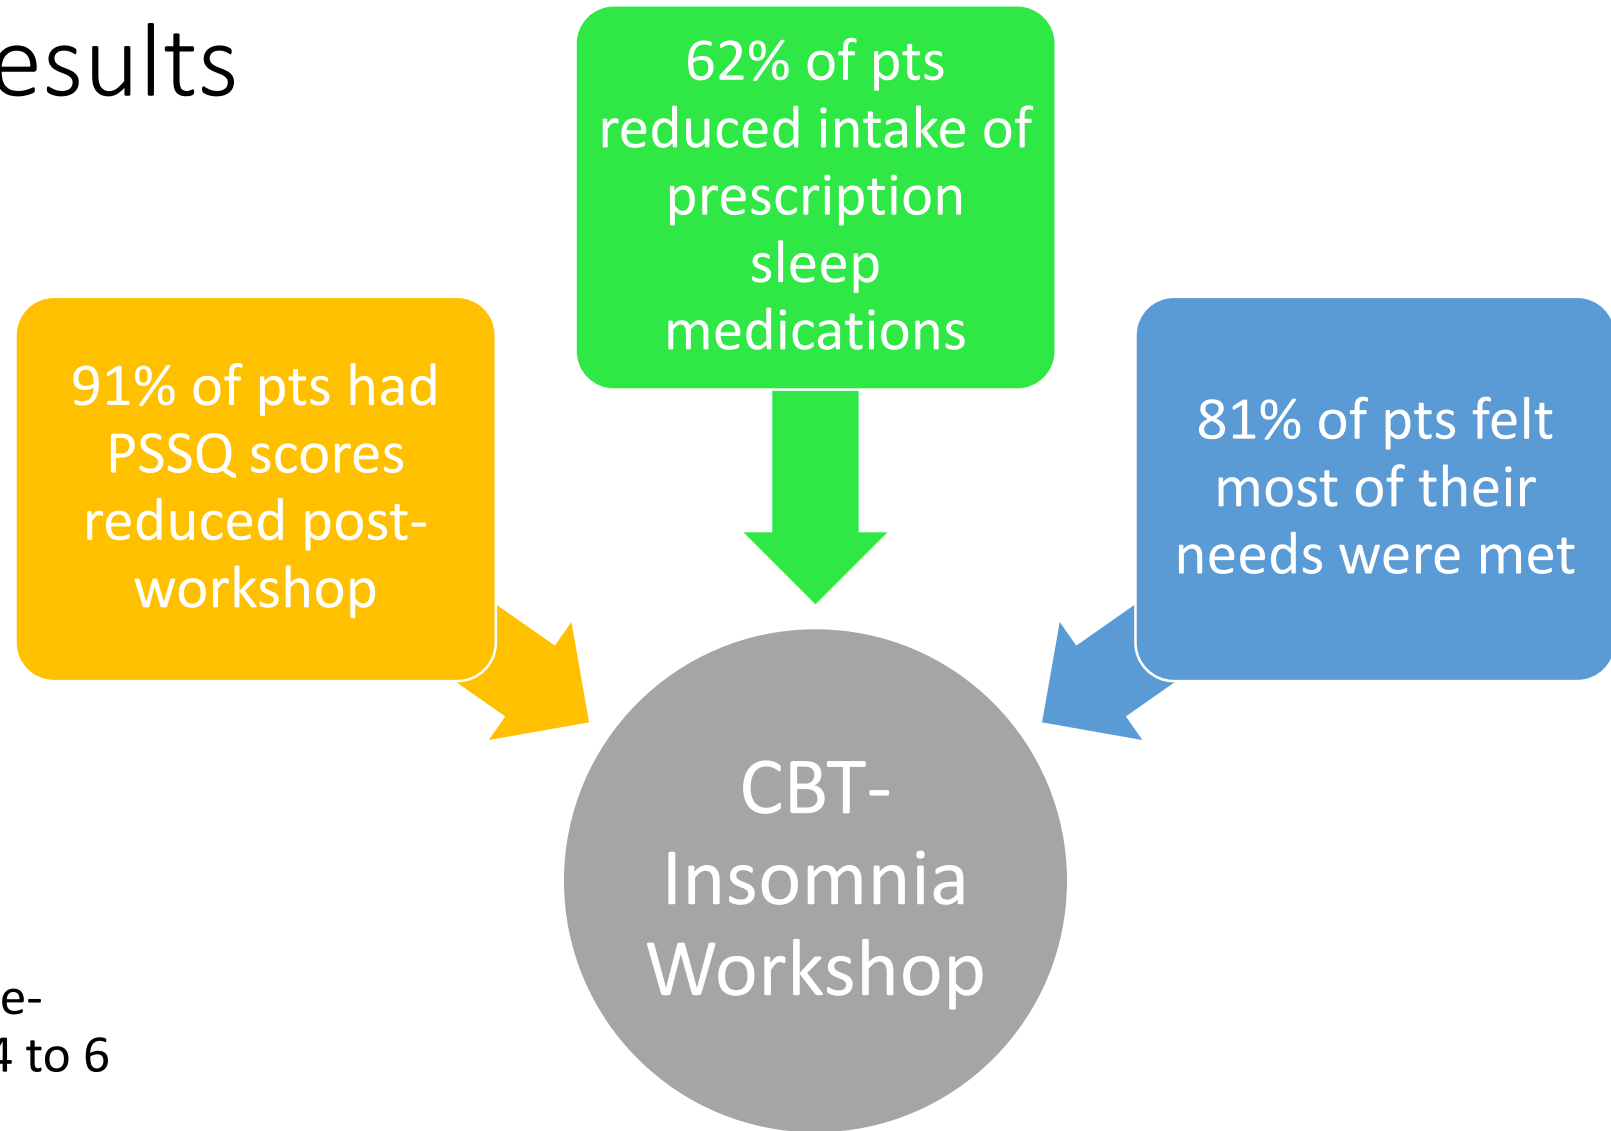 esults
62% of pts
reduced intake of
prescription
sleep
medications
91% of pts had
PSSQ scores
reduced post-
workshop
81% of pts felt
most of their
needs were met
CBT-
Insomnia
Workshop
e-
4 to 6